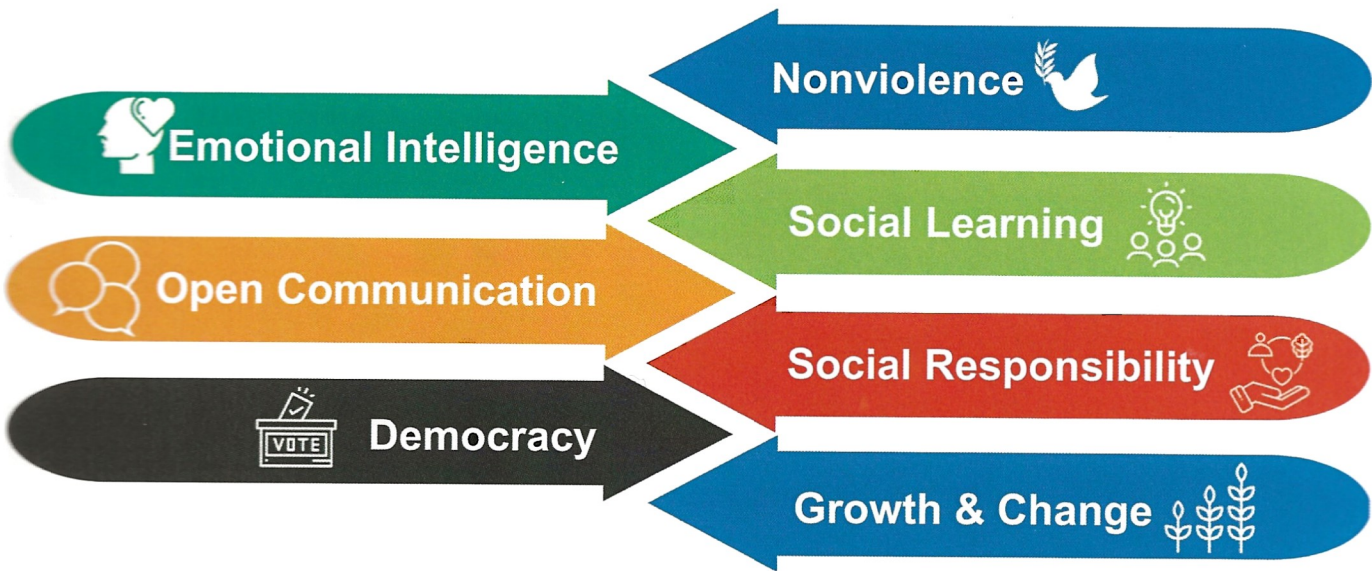 Nonviolence
Emotional Intelligence
Social Learning
Open Communication
Social Responsibility
VOTE
Democracy
Growth & Change